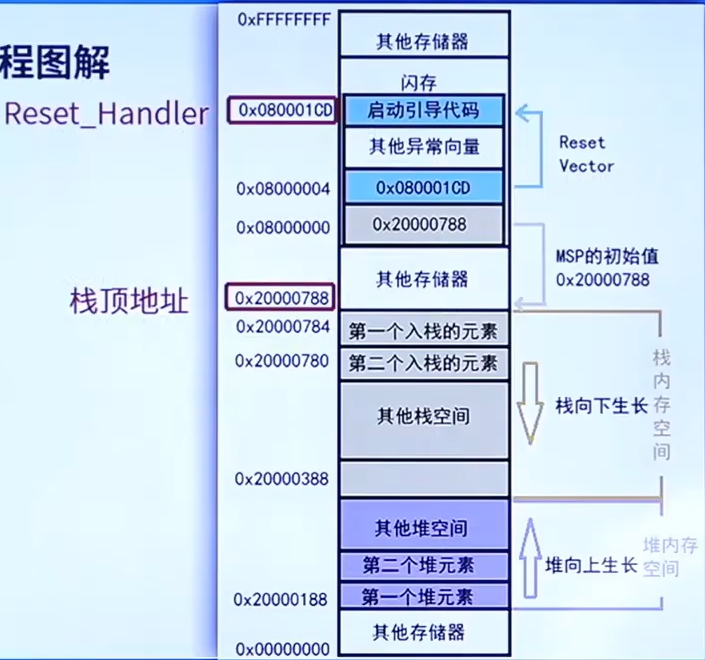 0xFFFFFFFF
其他存储器
程图解
闪存
Reset_Handler
0x080001CD
启动引导代码
其他异常向量
Reset
Vector
0x08000004
0x080001CD
0x08000000
0x20000788
MSP的初始值
0x20000788
其他存储器
栈顶地址
0x20000788
0x20000784
第一个入栈的元素
0x20000780
第二个入栈的元素
栈内存空间
其他栈空间
栈向下生长
0x20000388
其他堆空间
第二个堆元素
堆向上生长
堆内存
空间
0x20000188
第一个堆元素
其他存储器
0x00000000